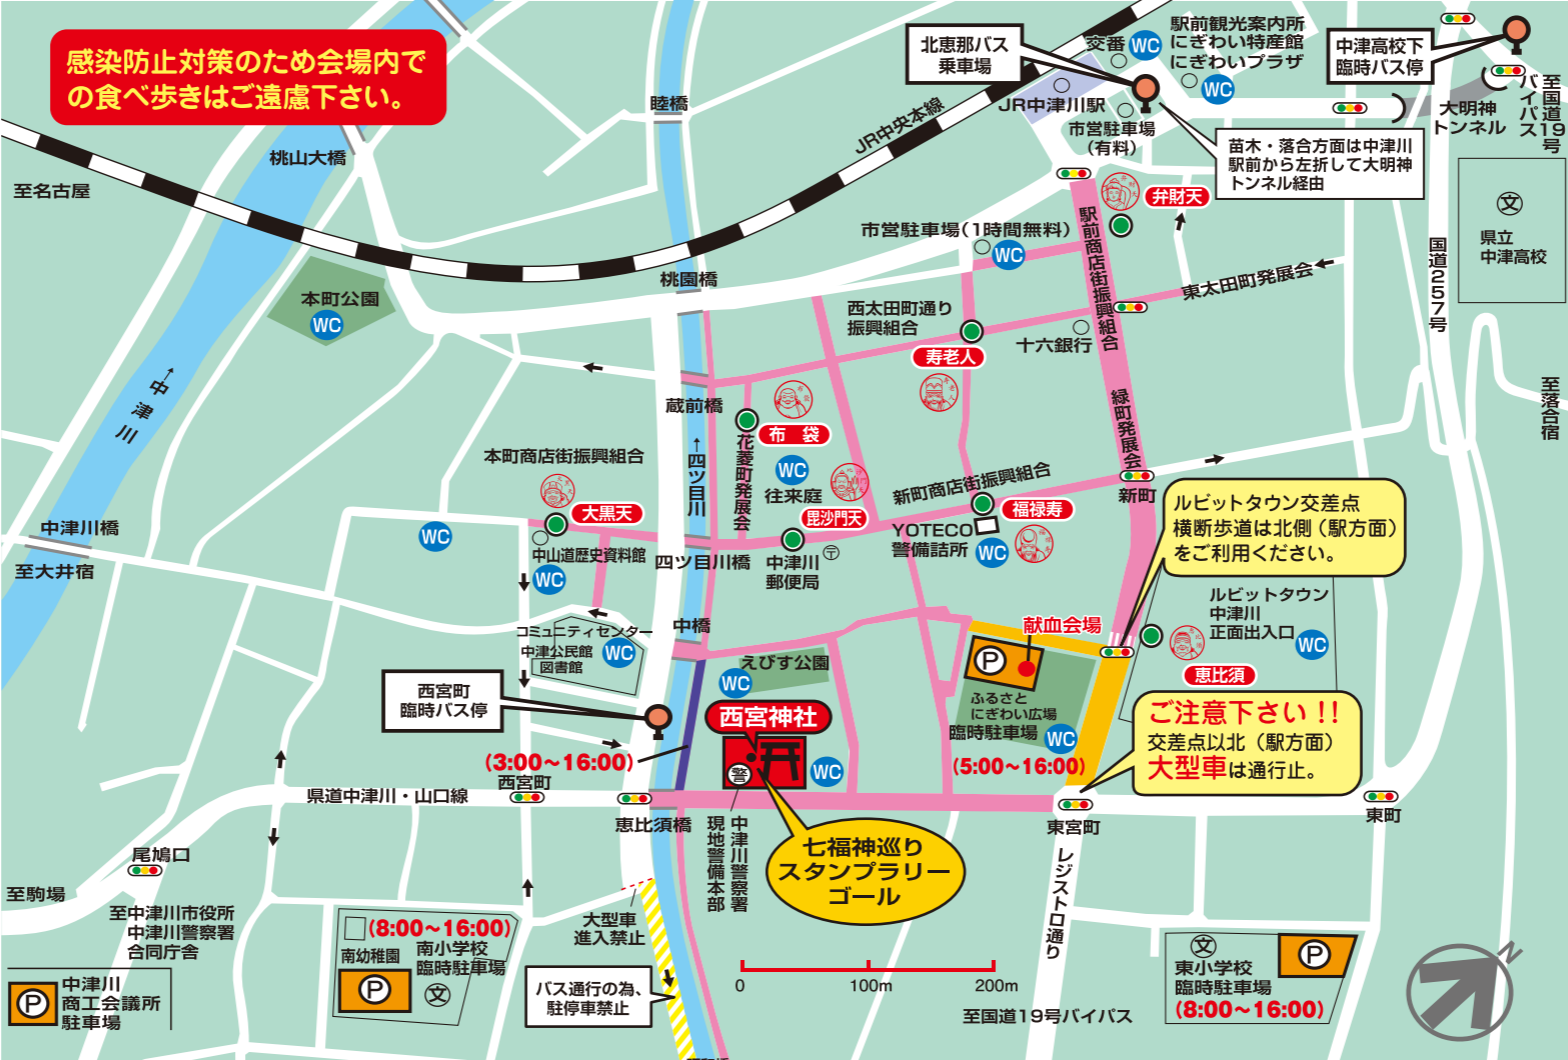 感染防止対策のため会場内で
の食べ歩きはご遠慮下さい。
睦橋
桃山大橋
至名古屋
JR中央本線
北恵那バス
乗車場
交番
WC
駅前観光案内所
にぎわい特産館
にぎわいプラザ
WC
JR中津川駅
市営駐車場
(有料)
中津高校下
臨時バス停
大明神
トンネル
至国道19号
バイパス
苗木・落合方面は中津川
駅前から左折して大明神
トンネル経由
文
県立
中津高校
国道257号
弁財天
市営駐車場(1時間無料)
WC
駅前商店街振興組合
東太田町発展会
桃園橋
本町公園
WC
西太田町通り
振興組合
寿老人
十六銀行
→中津川
蔵前橋
布袋
花菱町発展会
WC
往来庭
毘沙門天
→四ツ目川
本町商店街振興組合
大黒天
新町商店街振興組合
福禄寿
YOTECO
警備詰所
WC
緑町発展会
新町
至落合宿
ルビットタウン交差点
横断歩道は北側(駅方面)
をご利用ください。
中津川橋
至大井宿
WC
中山道歴史資料館
WC
四ツ目川橋
中津川
郵便局
〒
中橋
コミュニティセンター
中津公民館
図書館
WC
えびす公園
WC
献血会場
P
ふるさと
にぎわい広場
臨時駐車場
WC
(5:00〜16:00)
ルビットタウン
中津川
正面出入口
WC
恵比須
ご注意下さい!!
交差点以北(駅方面)
大型車は通行止。
西宮町
臨時バス停
(3:00〜16:00)
西宮神社
警
WC
県道中津川・山口線
西宮町
恵比須橋
中津川警察署
現地警備本部
七福神巡り
スタンプラリー
ゴール
東宮町
東町
レジストロ通り
尾鳩口
至駒場
至中津川市役所
中津川警察署
合同庁舎
P
中津川
商工会議所
駐車場
(8:00〜16:00)
南幼稚園
南小学校
臨時駐車場
P
文
大型車
進入禁止
バス通行の為、
駐停車禁止
0
100m
200m
至国道19号バイパス
文
東小学校
臨時駐車場
(8:00〜16:00)
P
N